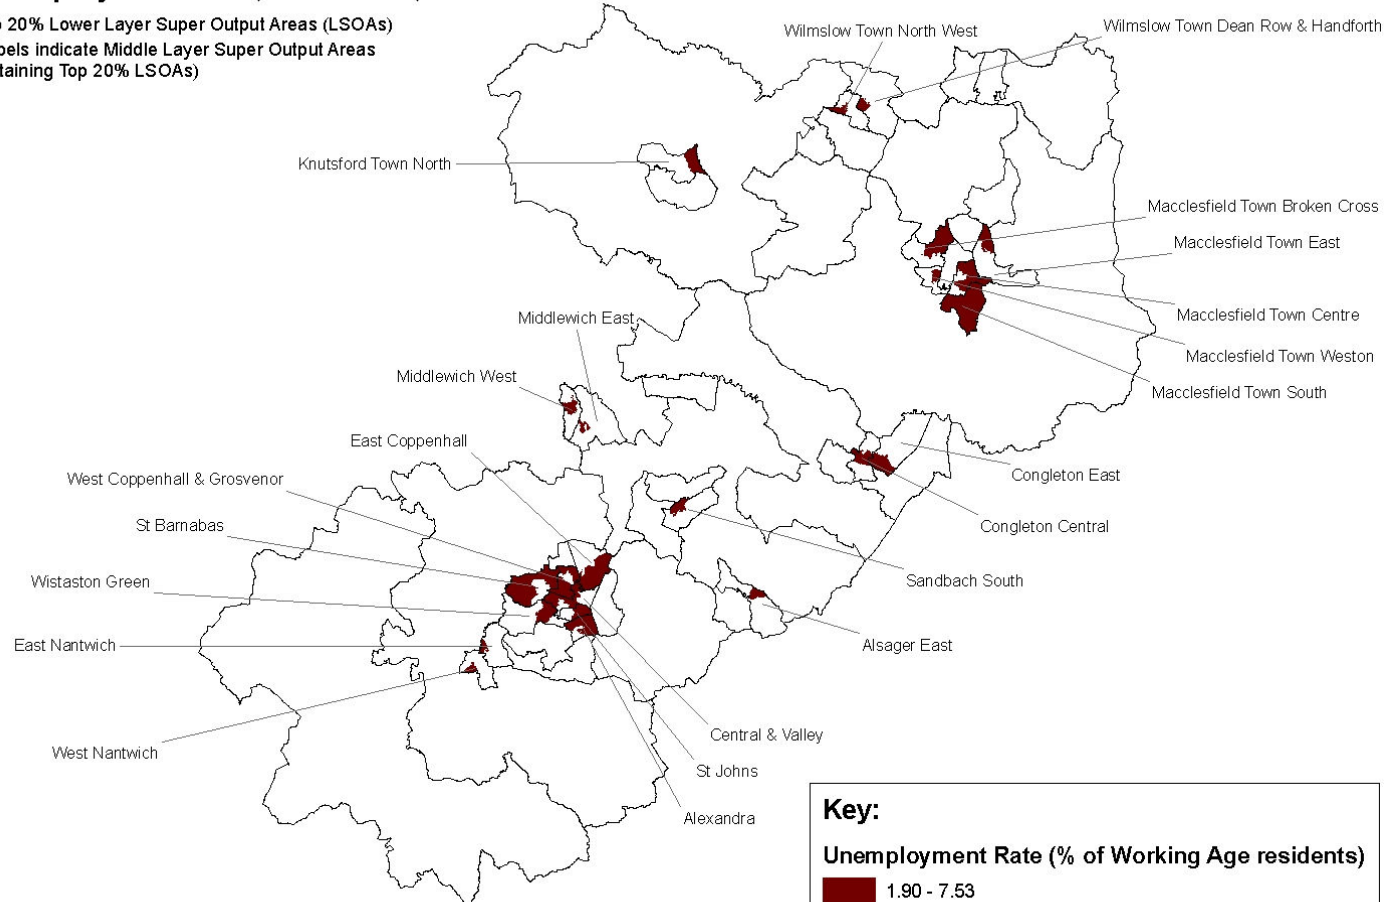 20% Lower Layer Super Output Areas (LSOAs)
indicate Middle Layer Super Output Areas
Top 20% LSOAs)
Wilmslow Town North West
Wilmslow Town Dean Row & Handforth
Knutsford Town North
Macclesfield Town Broken Cross
Macclesfield Town East
Macclesfield Town Centre
Macclesfield Town Weston
Macclesfield Town South
Middlewich East
Middlewich West
East Coppenhall
West Coppenhall & Grosvenor
St Barnabas
Wistaston Green
East Nantwich
West Nantwich
Congleton East
Congleton Central
Sandbach South
Alsager East
Central & Valley
St Johns
Alexandra
Key:
Unemployment Rate (% of Working Age residents)
1.90 - 7.53